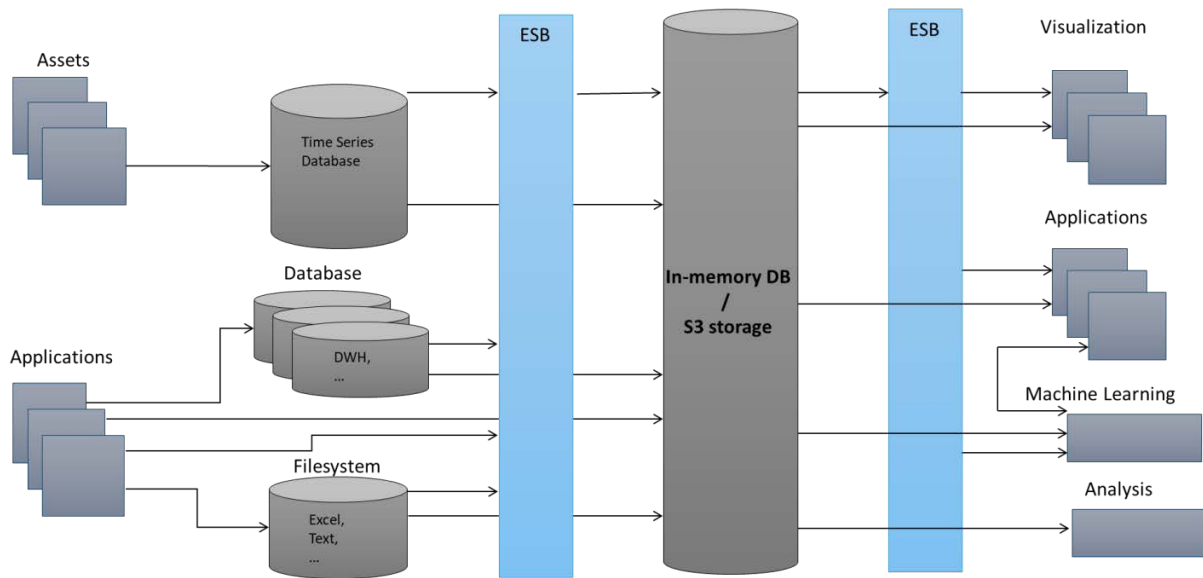 ESB
ESB
Visualization
Assets
Time Series
Database
Applications
Database
In-memory DB
/
S3 storage
DWH,
...
Applications
Machine Learning
Filesystem
Analysis
Excel,
Text,
...